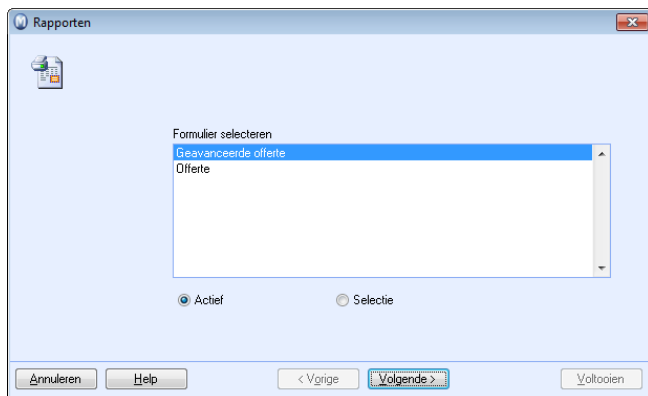 Rapporten
Formulier selecteren
Geavanceerde offerte
Offerte
Actief Selectie
Annuleren Help < Vorige Volgende > Voltooien